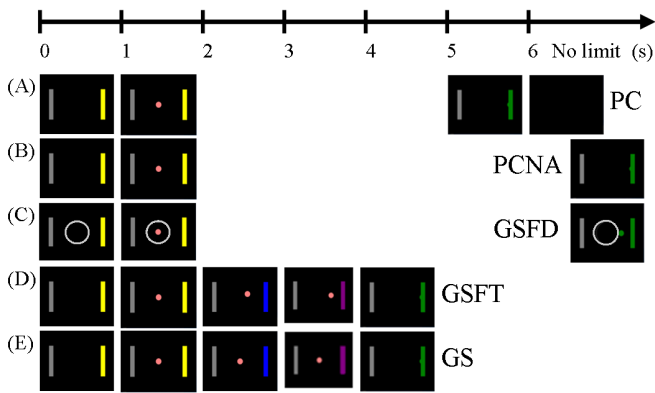 0 1 2 3 4 5 6 No limit (s)
(A) PC
(B) PCNA
(C) GSFD
(D) GSFT
(E) GS